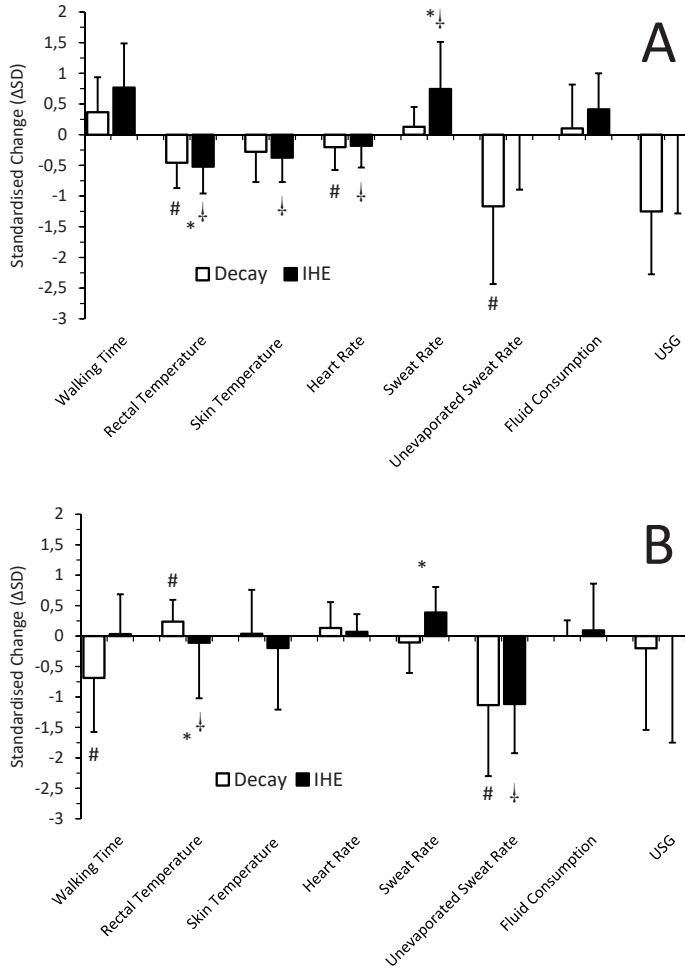 A
2
1,5
1
0,5
0
-0,5
-1
-1,5
-2
-2,5
-3
Standardised Change (ΔSD)
*‡
# *‡
‡
# ‡
#
Decay IHE
Walking Time
Rectal Temperature
Skin Temperature
Heart Rate
Sweat Rate
Unevaporated Sweat Rate
Fluid Consumption
USG
B
2
1,5
1
0,5
0
-0,5
-1
-1,5
-2
-2,5
-3
Standardised Change (ΔSD)
#
*
*‡
#
# ‡
Decay IHE
Walking Time
Rectal Temperature
Skin Temperature
Heart Rate
Sweat Rate
Unevaporated Sweat Rate
Fluid Consumption
USG